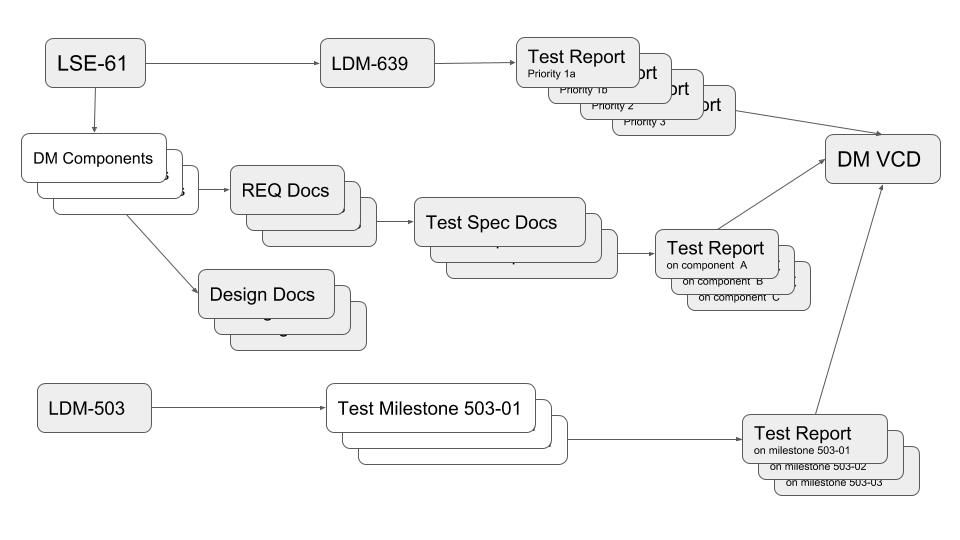 LSE-61
LDM-639
Test Report
Priority 1a
ort
Priority 1b
ort
Priority 2
ort
Priority 3
DM VCD
DM Components
REQ Docs
Test Spec Docs
Test Report
on component A
on component B
on component C
Design Docs
LDM-503
Test Milestone 503-01
Test Report
on milestone 503-01
on milestone 503-02
on milestone 503-03